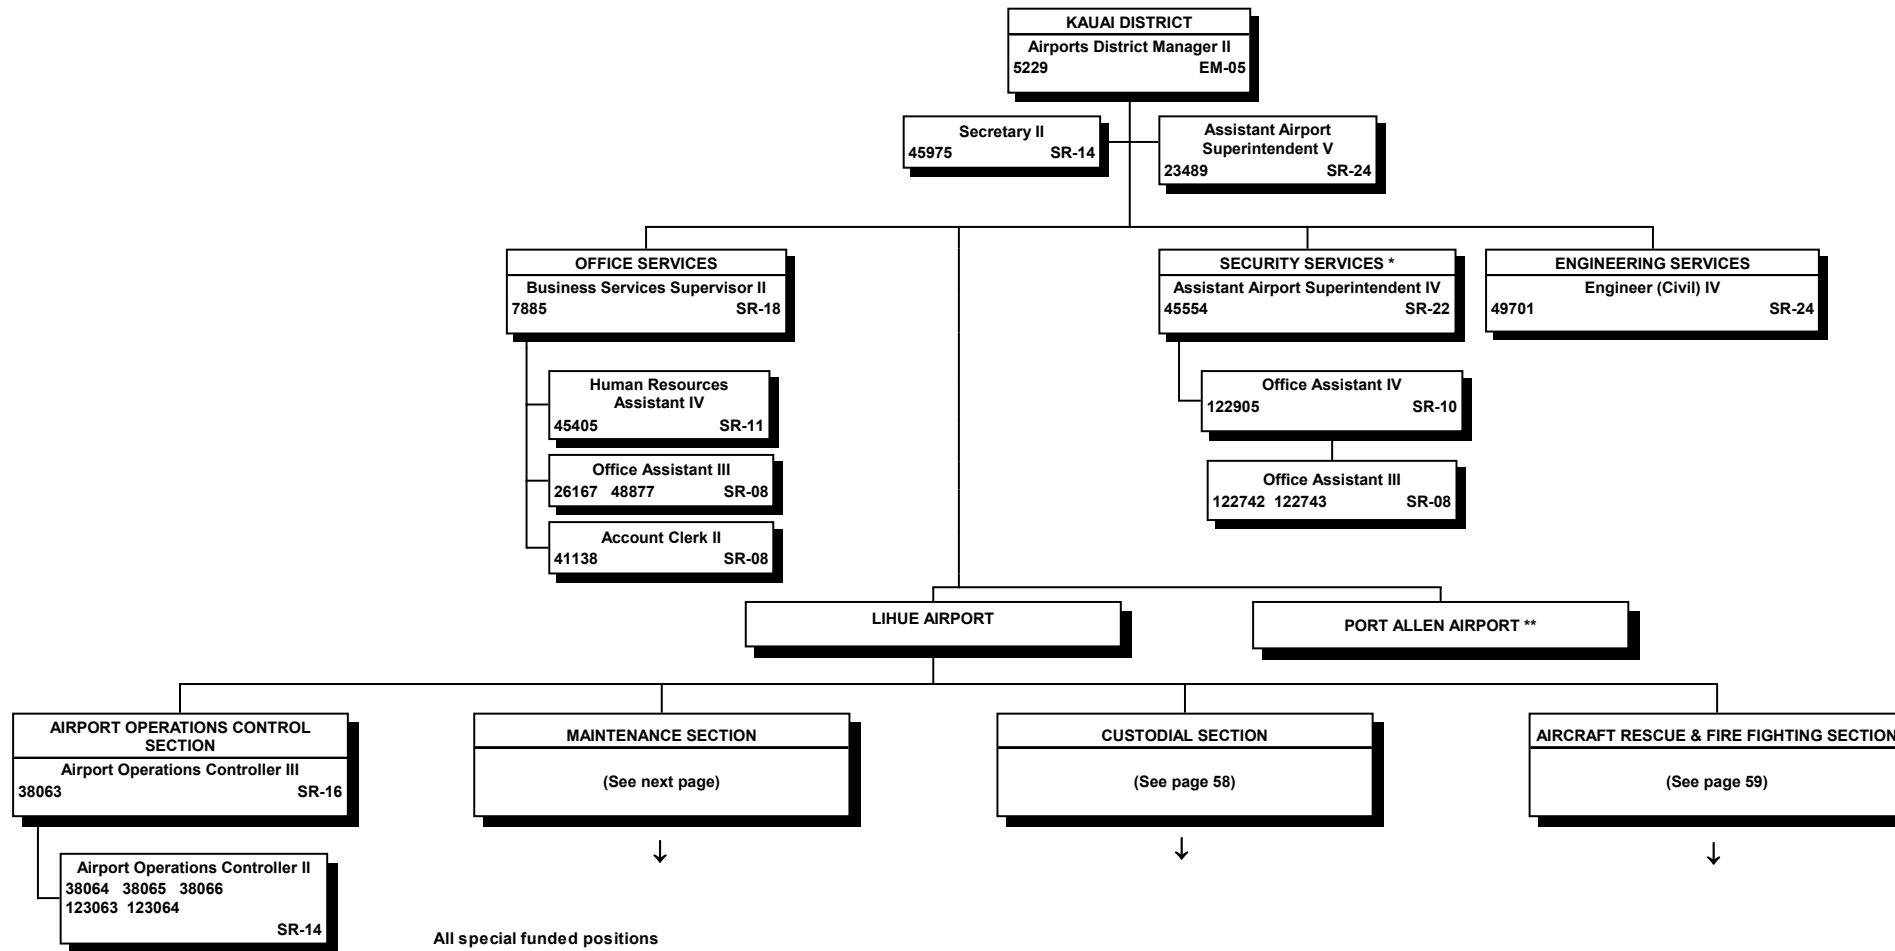 KAUAI DISTRICT
Airports District Manager II
5229 EM-05
Secretary II
45975 SR-14
Assistant Airport
Superintendent V
23489 SR-24
OFFICE SERVICES
Business Services Supervisor II
7885 SR-18
Human Resources
Assistant IV
45405 SR-11
Office Assistant III
26167 48877 SR-08
Account Clerk II
41138 SR-08
SECURITY SERVICES *
Assistant Airport Superintendent IV
45554 SR-22
Office Assistant IV
122905 SR-10
Office Assistant III
122742 122743 SR-08
ENGINEERING SERVICES
Engineer (Civil) IV
49701 SR-24
LIHUE AIRPORT
PORT ALLEN AIRPORT **
AIRPORT OPERATIONS CONTROL
SECTION
Airport Operations Controller III
38063 SR-16
Airport Operations Controller II
38064 38065 38066
123063 123064
SR-14
MAINTENANCE SECTION
(See next page)
CUSTODIAL SECTION
(See page 58)
AIRCRAFT RESCUE & FIRE FIGHTING SECTION
(See page 59)
All special funded positions